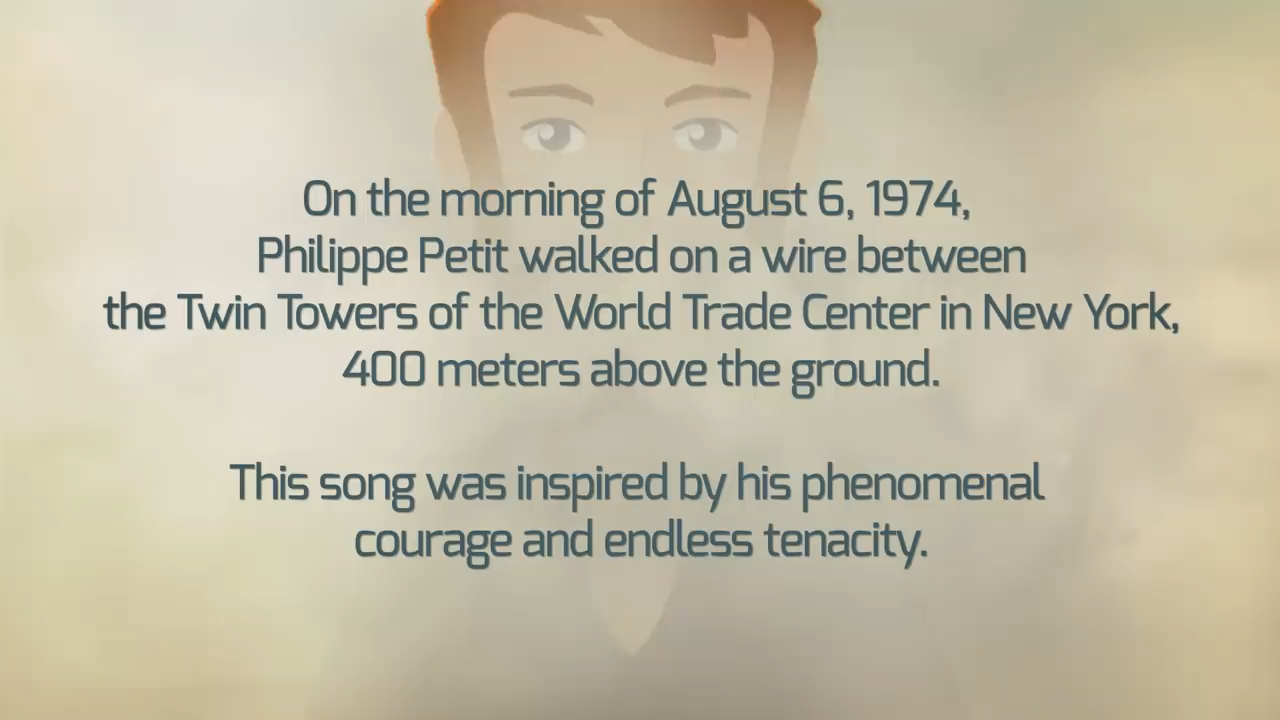 On the morning of August 6, 1974,
Philippe Petit walked on a wire between
the Twin Towers of the World Trade Center in New York,
400 meters above the ground.
This song was inspired by his phenomenal
courage and endless tenacity.